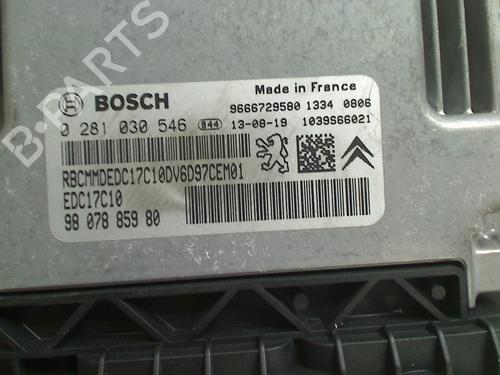 B-PARTS
Made in France
BOSCH
9666729580 1334 0806
0 281 030 546 844 13-08-19 1039S66021
RBCMMDEDC17C10DV6D97CEM01
EDC17C10
98 078 859 80